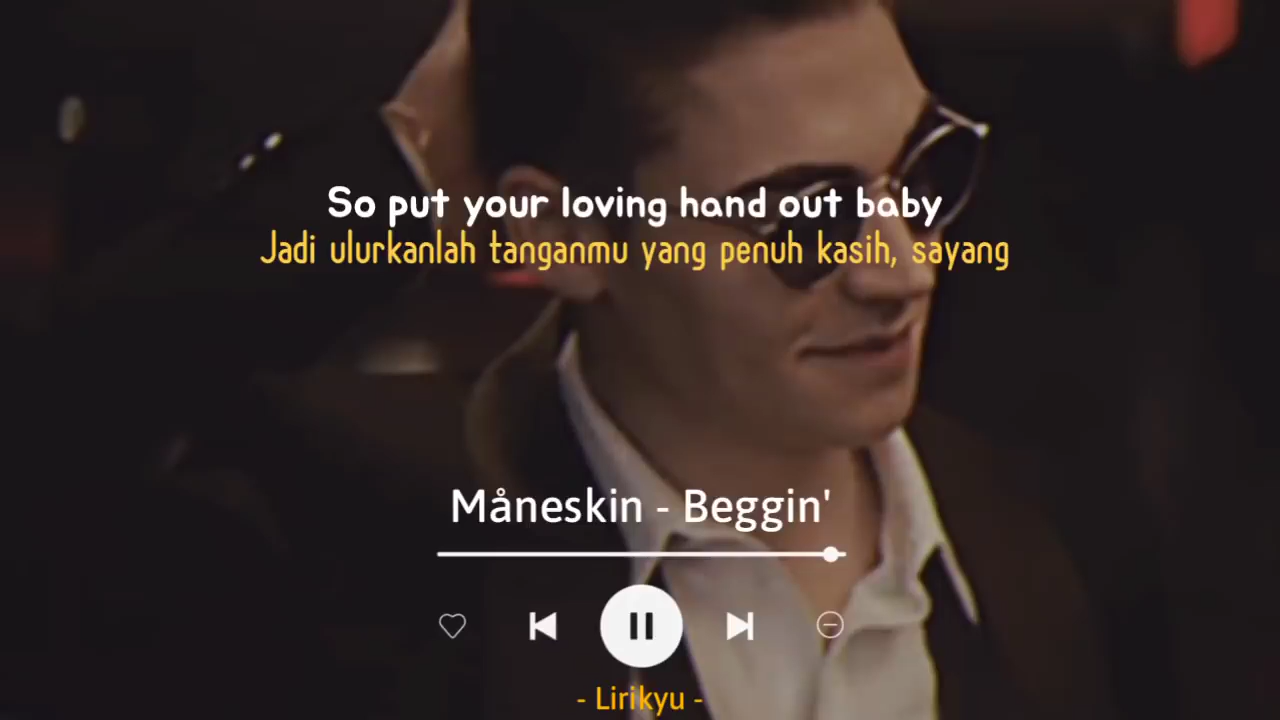 So put your loving hand out baby
Jadi ulurkanlah tanganmu yang penuh kasih, sayang
Måneskin - Beggin'
- Lirikyu -